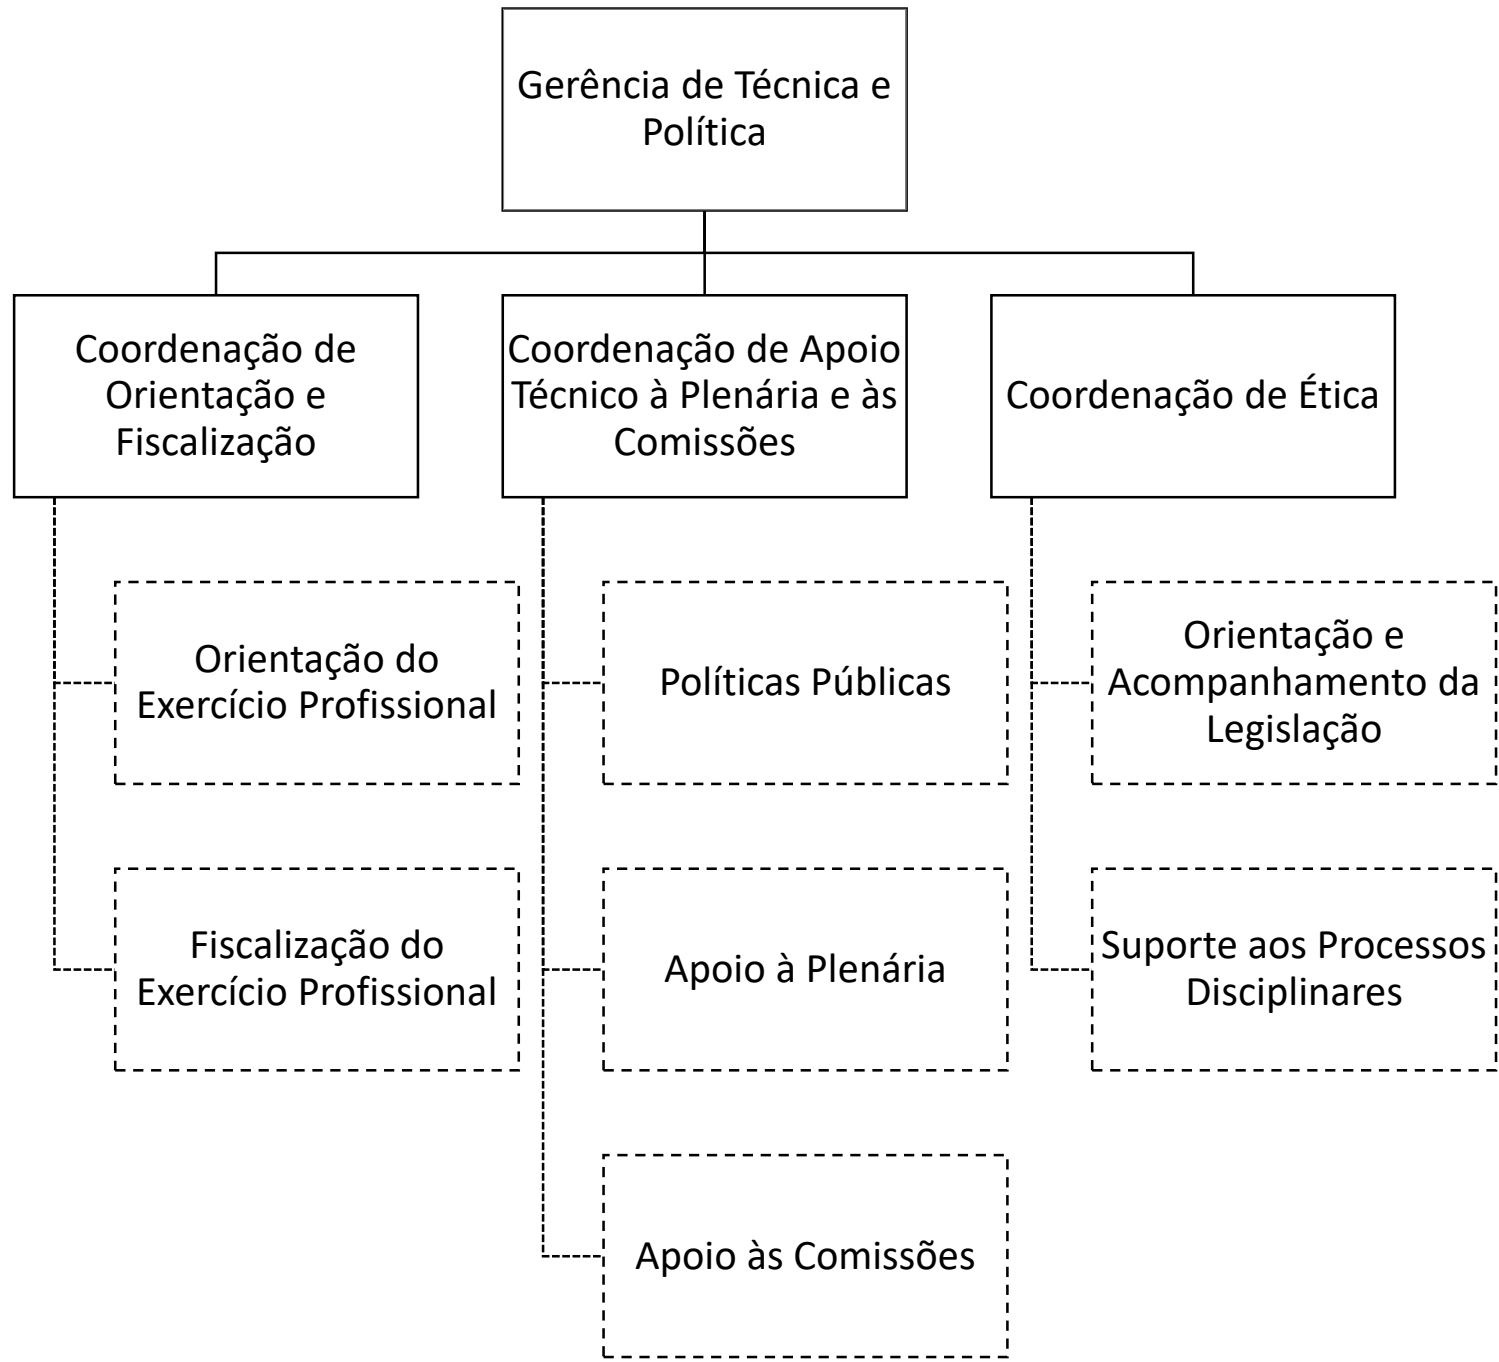 Gerência de Técnica e
Política
Coordenação de
Orientação e
Fiscalização
Coordenação de Apoio
Técnico à Plenária e às
Comissões
Coordenação de Ética
Orientação do
Exercício Profissional
Políticas Públicas
Orientação e
Acompanhamento da
Legislação
Fiscalização do
Exercício Profissional
Apoio à Plenária
Suporte aos Processos
Disciplinares
Apoio às Comissões